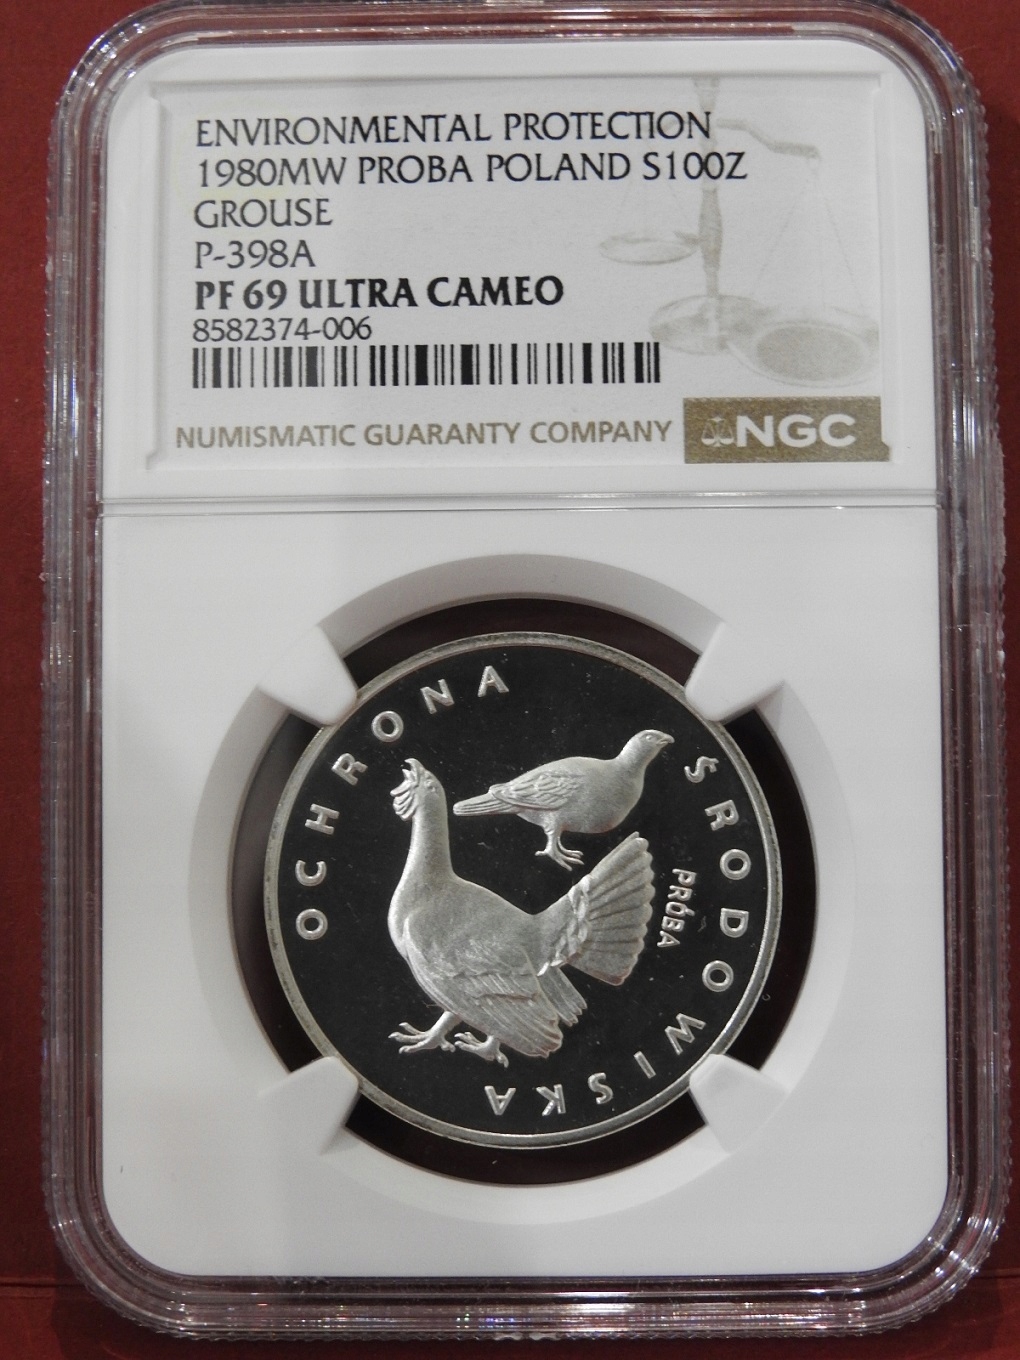 ENVIRONMENTAL PROTECTION
1980MW PROBA POLAND S100Z
GROUSE
P-398A
PF 69 ULTRA CAMEO
8582374-006
NUMISMATIC GUARANTY COMPANY NGC
OCHRONA ŚRODOWISKA
PRÓBA